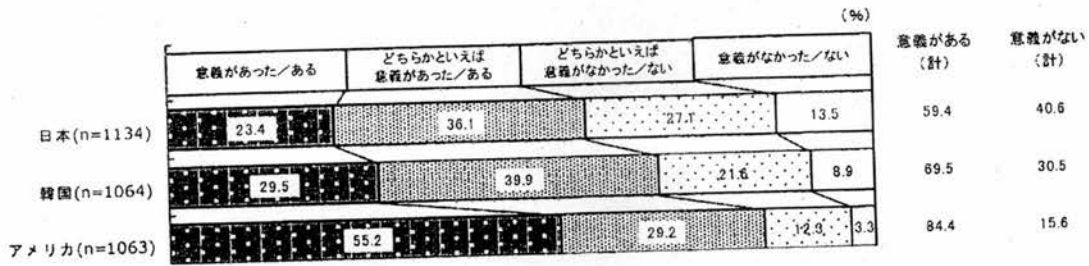 (%)
意義があった／ある
どちらかといえば
意義があった／ある
どちらかといえば
意義がなかった／ない
意義がなかった／ない
意義がある
(計)
意義がない
(計)
日本(n=1134) 23.4 36.1 27.1 13.5 59.4 40.6
韓国(n=1064) 29.5 39.9 21.6 8.9 69.5 30.5
アメリカ(n=1063) 55.2 29.2 12.3 3.3 84.4 15.6